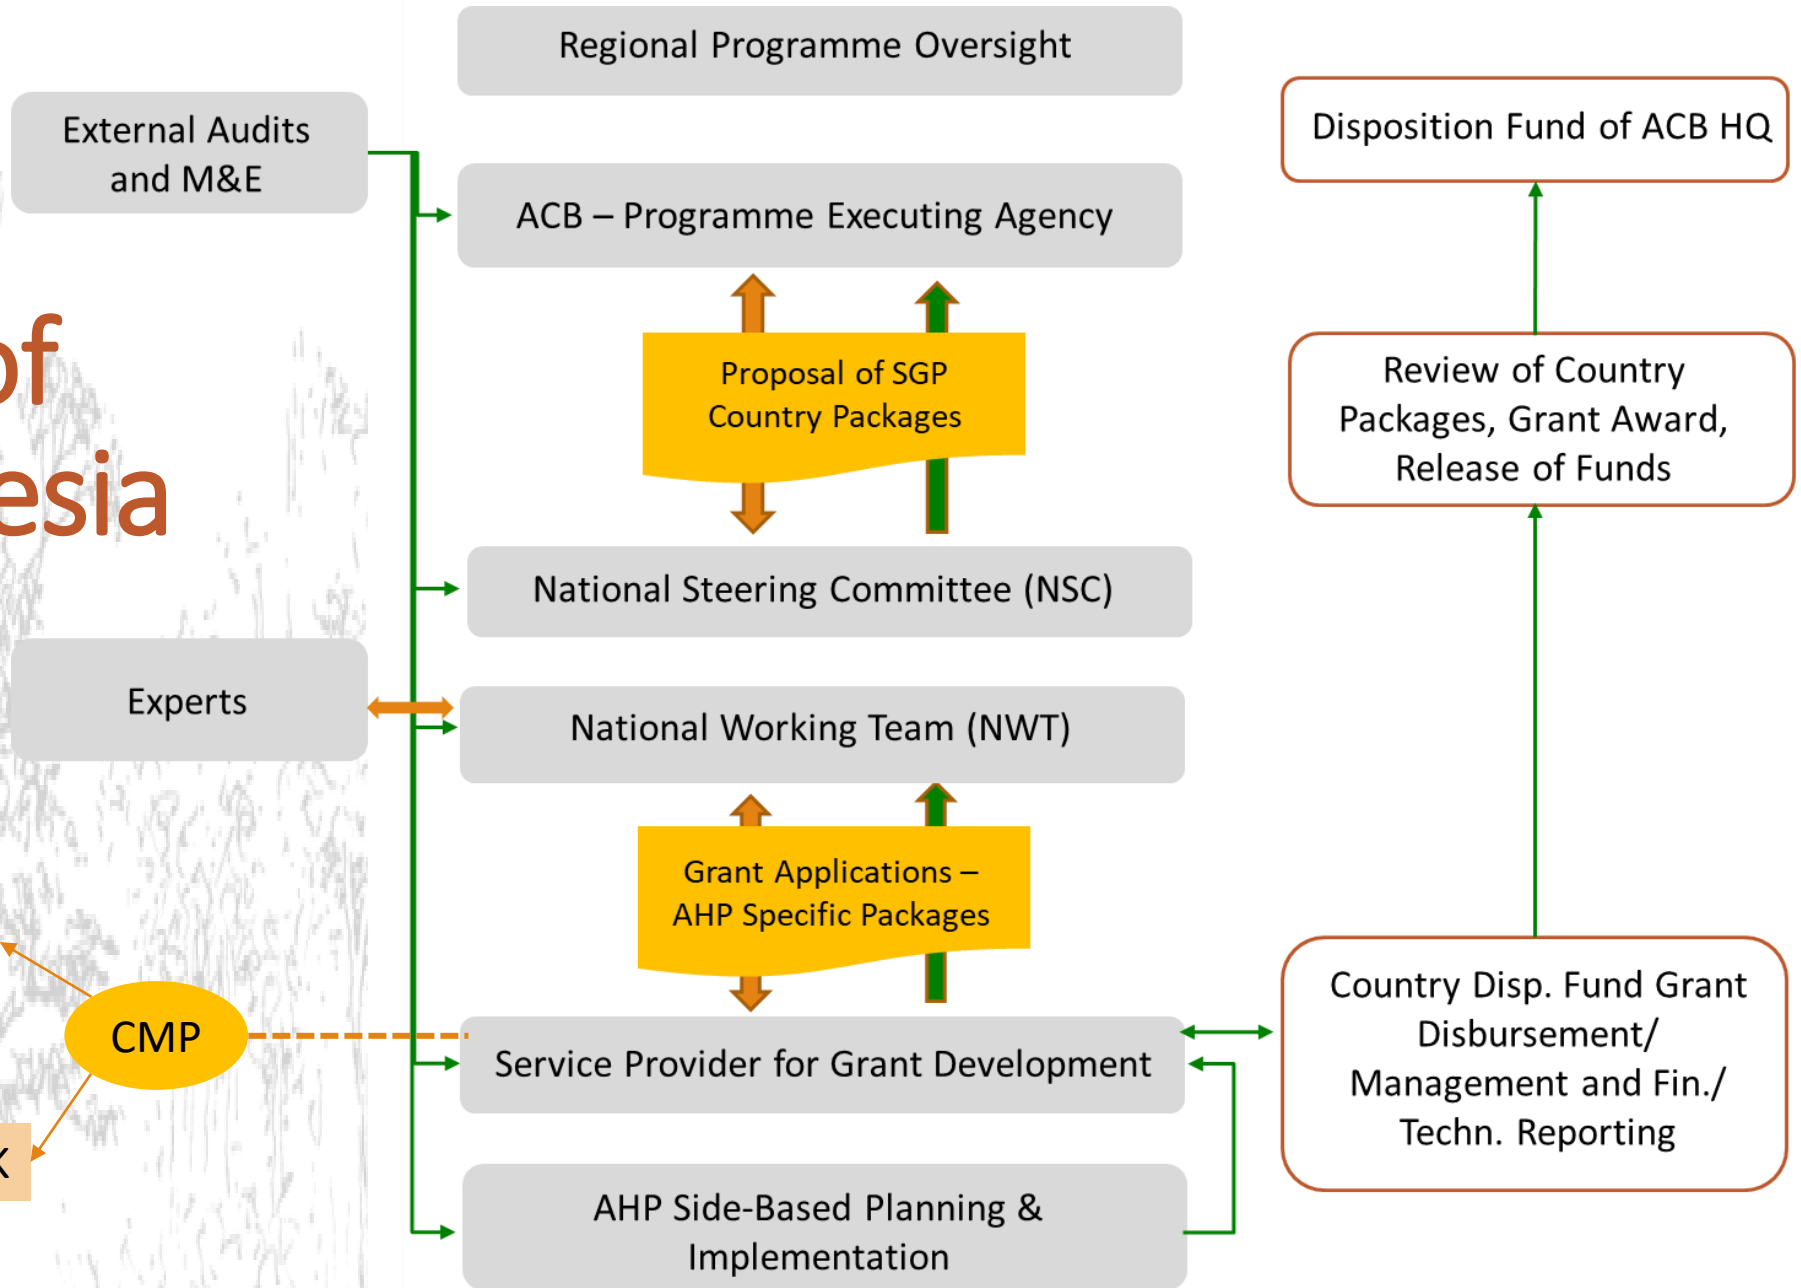 Regional Programme Oversight
External Audits
and M&E
Disposition Fund of ACB HQ
ACB – Programme Executing Agency
of
esia
Proposal of SGP
Country Packages
Review of Country
Packages, Grant Award,
Release of Funds
National Steering Committee (NSC)
Experts
National Working Team (NWT)
Grant Applications –
AHP Specific Packages
CMP
Service Provider for Grant Development
Country Disp. Fund Grant
Disbursement/
Management and Fin./
Techn. Reporting
K
AHP Side-Based Planning &
Implementation